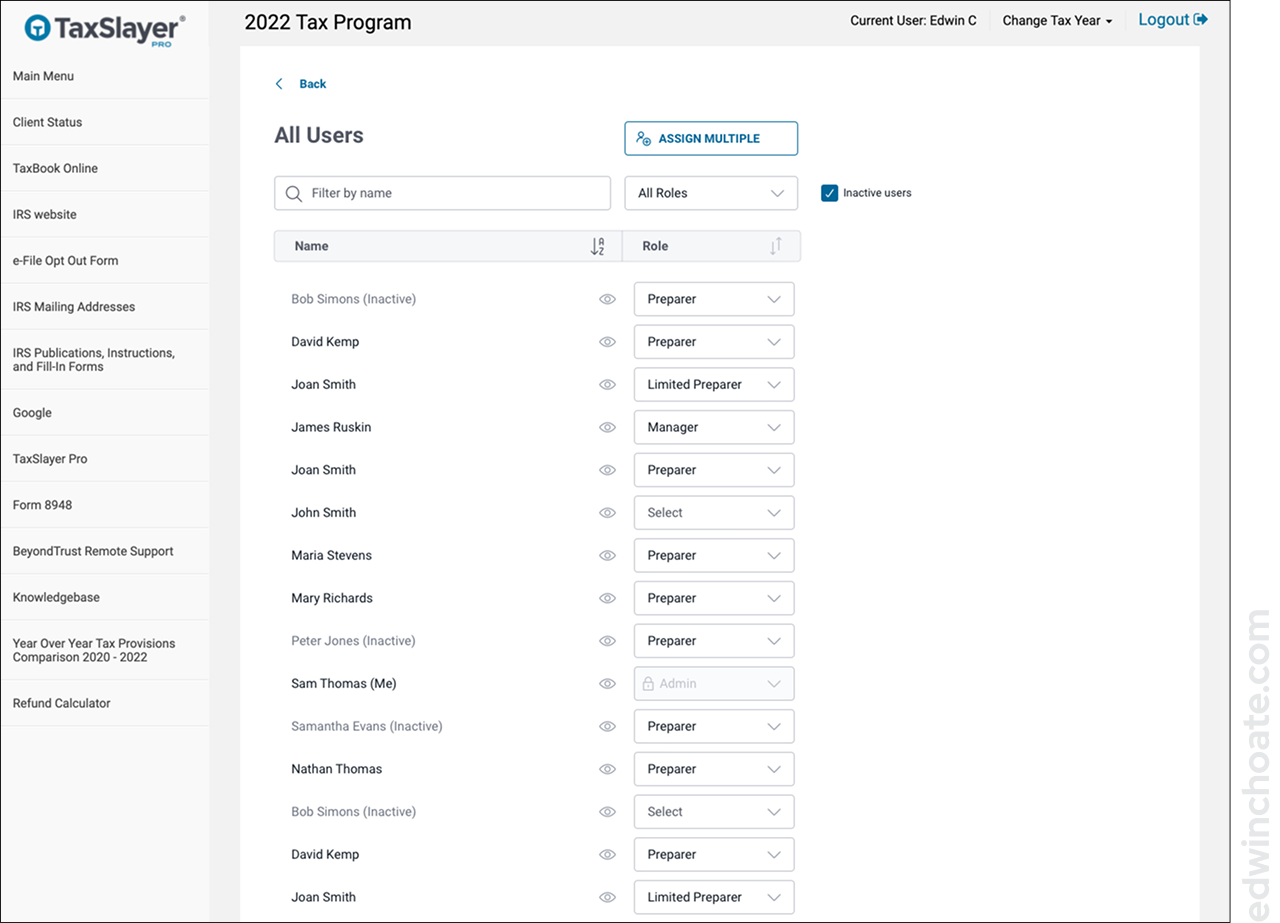 TaxSlayer®
PRO
2022 Tax Program
Current User: Edwin C
Change Tax Year
Logout
Main Menu
Client Status
TaxBook Online
IRS website
e-File Opt Out Form
IRS Mailing Addresses
IRS Publications, Instructions,
and Fill-In Forms
Google
TaxSlayer Pro
Form 8948
BeyondTrust Remote Support
Knowledgebase
Year Over Year Tax Provisions
Comparison 2020 - 2022
Refund Calculator
Back
All Users
ASSIGN MULTIPLE
Filter by name
All Roles
Inactive users
Name
Role
Bob Simons (Inactive) Preparer
David Kemp Preparer
Joan Smith Limited Preparer
James Ruskin Manager
Joan Smith Preparer
John Smith Select
Maria Stevens Preparer
Mary Richards Preparer
Peter Jones (Inactive) Preparer
Sam Thomas (Me) Admin
Samantha Evans (Inactive) Preparer
Nathan Thomas Preparer
Bob Simons (Inactive) Select
David Kemp Preparer
Joan Smith Limited Preparer
edwinchoate.com